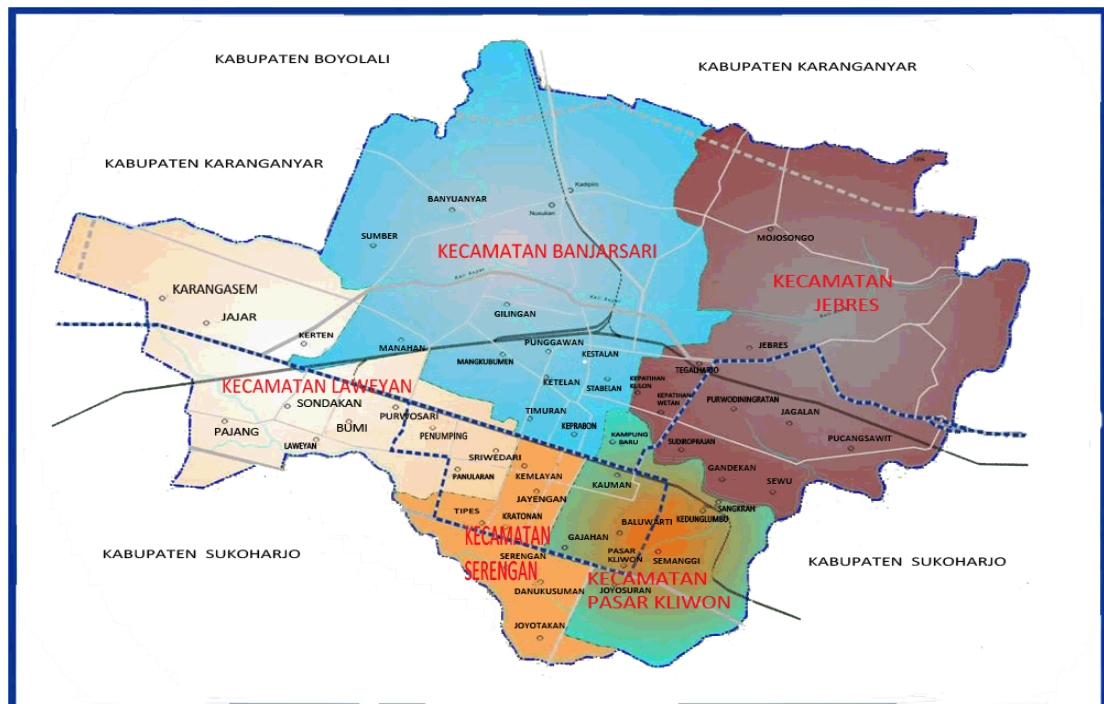 KABUPATEN BOYOLALI
KABUPATEN KARANGANYAR
KABUPATEN KARANGANYAR
Kadipiro
BANYUANYAR
Nusukan
SUMBER
MOJOSONGO
KECAMATAN BANJARSARI
KECAMATAN
JEBRES
KARANGASEM
JAJAR
GILINGAN
KERTEN
MANAHAN
MANGKUBUMEN
PUNGGAWAN
KESTALAN
JEBRES
TEGALHARJO
KECAMATAN LAWEYAN
KETELAN
STABELAN
KEPATIHAN
KULON
KEPATIHAN
WETAN
PURWODININGRATAN
JAGALAN
SONDAKAN
PURWOSARI
TIMURAN
PAJANG
BUMI
PENUMPING
KEPRABON
KAMPUNG
BARU
SUDIROPRAJAN
PUCANGSAWIT
LAWEYAN
SRIWEDARI
PANULARAN
KEMLAYAN
KAUMAN
GANDEKAN
SEWU
JAYENGAN
SANGKRAH
TIPES
KRATONAN
BALUWARTI
KEDUNGLUMBU
KECAMATAN
SERENGAN
GAJAHAN
PASAR
KLIWON
SEMANGGI
KABUPATEN SUKOHARJO
KABUPATEN SUKOHARJO
SERENGAN
DANUKUSUMAN
JOYOSURAN
KECAMATAN
PASAR KLIWON
JOYOTAKAN